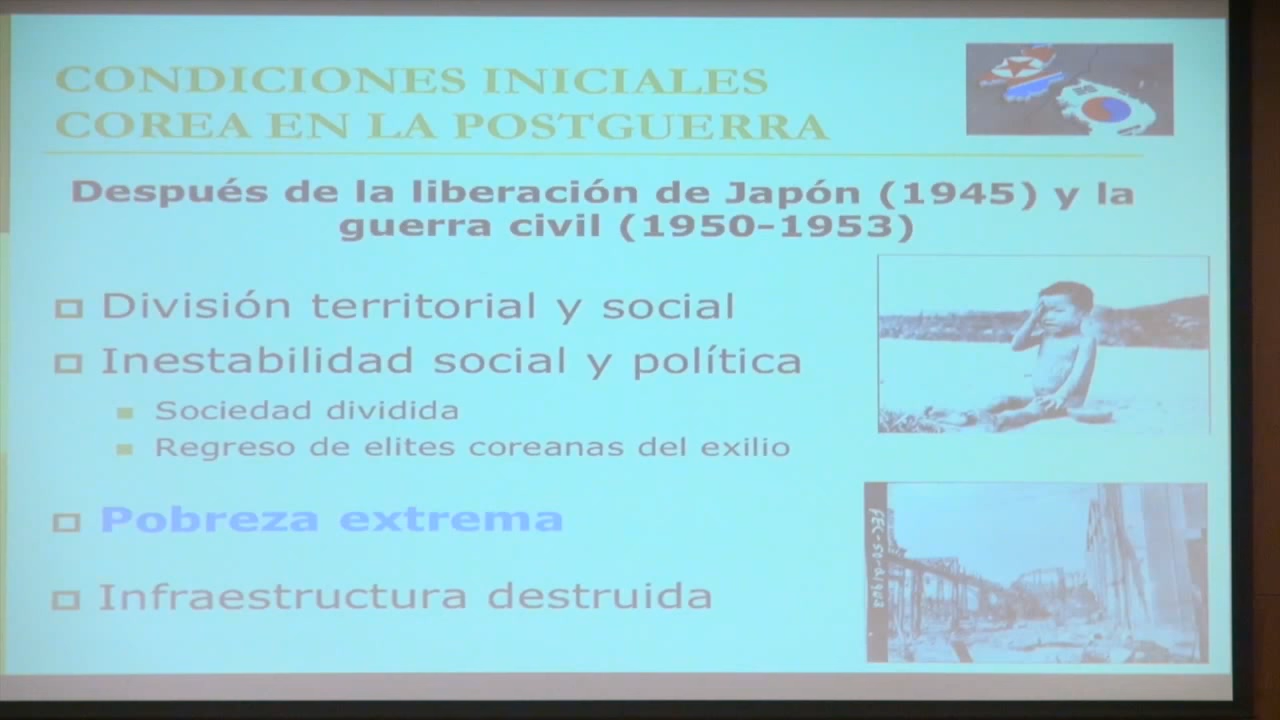 CONDICIONES INICIALES
COREA EN LA POSTGUERRA
Después de la liberación de Japón (1945) y la
guerra civil (1950-1953)
División territorial y social
Inestabilidad social y política
Sociedad dividida
Regreso de elites coreanas del exilio
Pobreza extrema
Infraestructura destruida